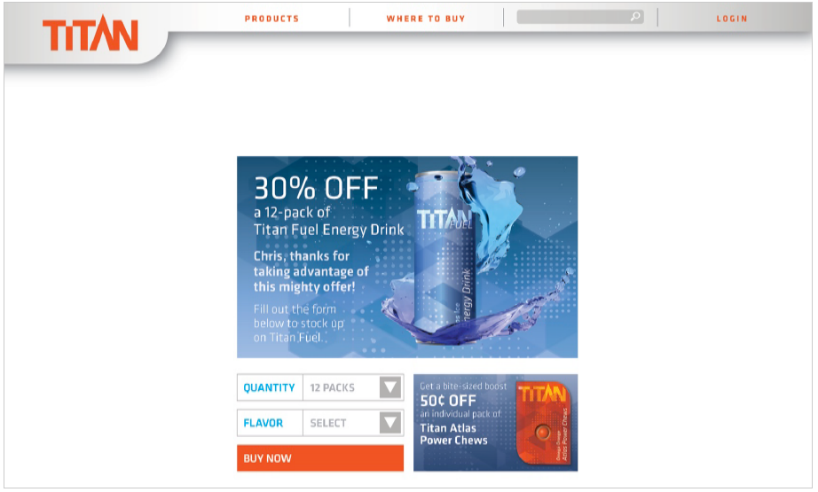 TITAN
PRODUCTS
WHERE TO BUY
LOGIN
30% OFF
a 12-pack of
Titan Fuel Energy Drink
Chris, thanks for
taking advantage of
this mighty offer!
Fill out the form
below to stock up
on Titan Fuel.
TITAN
FUEL
Energy Drink
QUANTITY
12 PACKS
FLAVOR
SELECT
BUY NOW
Get a bite-sized boost
50¢ OFF
an individual pack of
Titan Atlas
Power Chews
TITAN
Atlas Power Chews